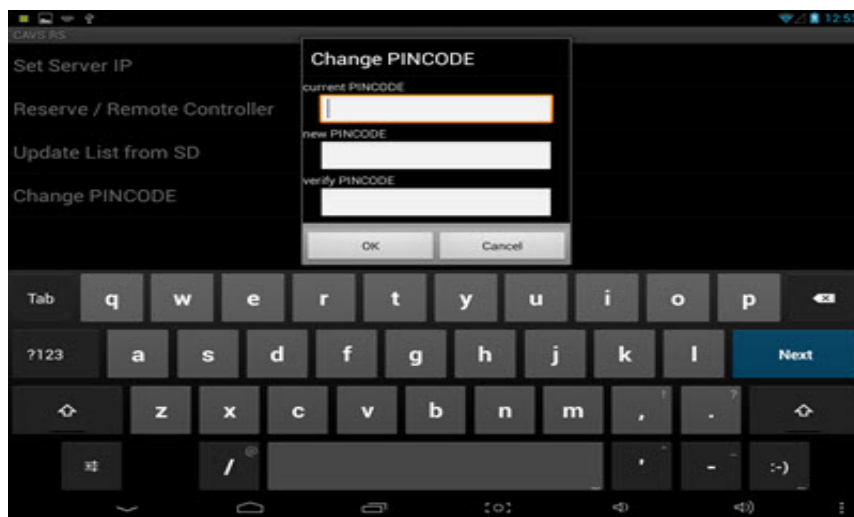 12:53
CAVS RS
Set Server IP
Reserve / Remote Controller
Update List from SD
Change PINCODE
Change PINCODE
current PINCODE
new PINCODE
verify PINCODE
OK Cancel
Tab q w e r t y u i o p
?123 a s d f g h j k l Next
z x c v b n m , ! . ?
/ @ ' - :-)